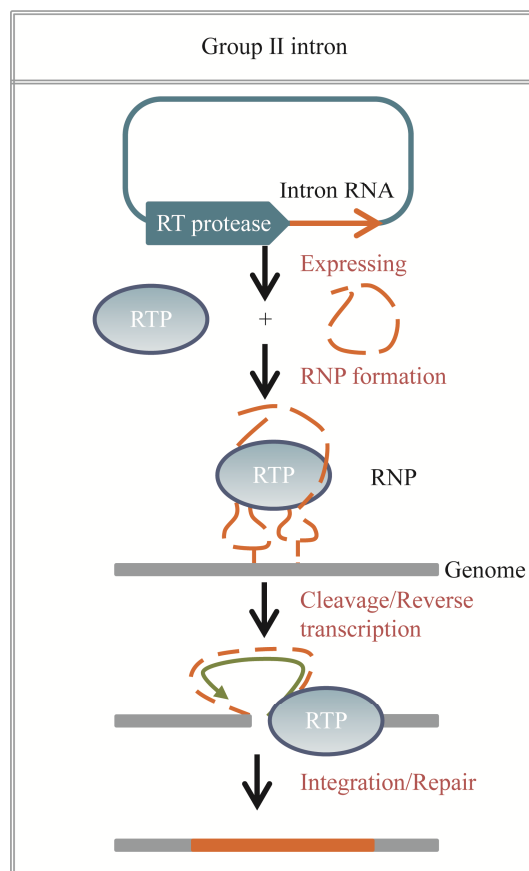 Group II intron
Intron RNA
RT protease
Expressing
RTP
+
RNP formation
RTP
RNP
Genome
Cleavage/Reverse
transcription
RTP
Integration/Repair